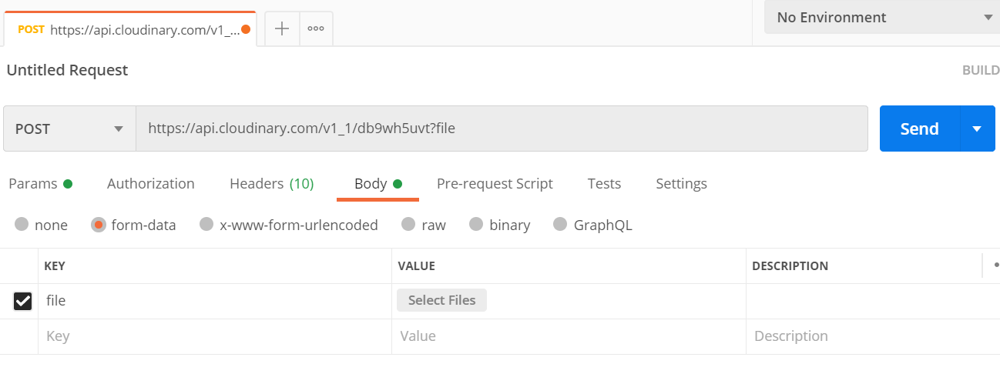 POST https://api.cloudinary.com/v1_... No Environment
Untitled Request BUILD
POST https://api.cloudinary.com/v1_1/db9wh5uvt?file Send
Params Authorization Headers (10) Body Pre-request Script Tests Settings
none form-data x-www-form-urlencoded raw binary GraphQL
KEY VALUE DESCRIPTION
file Select Files
Key Value Description